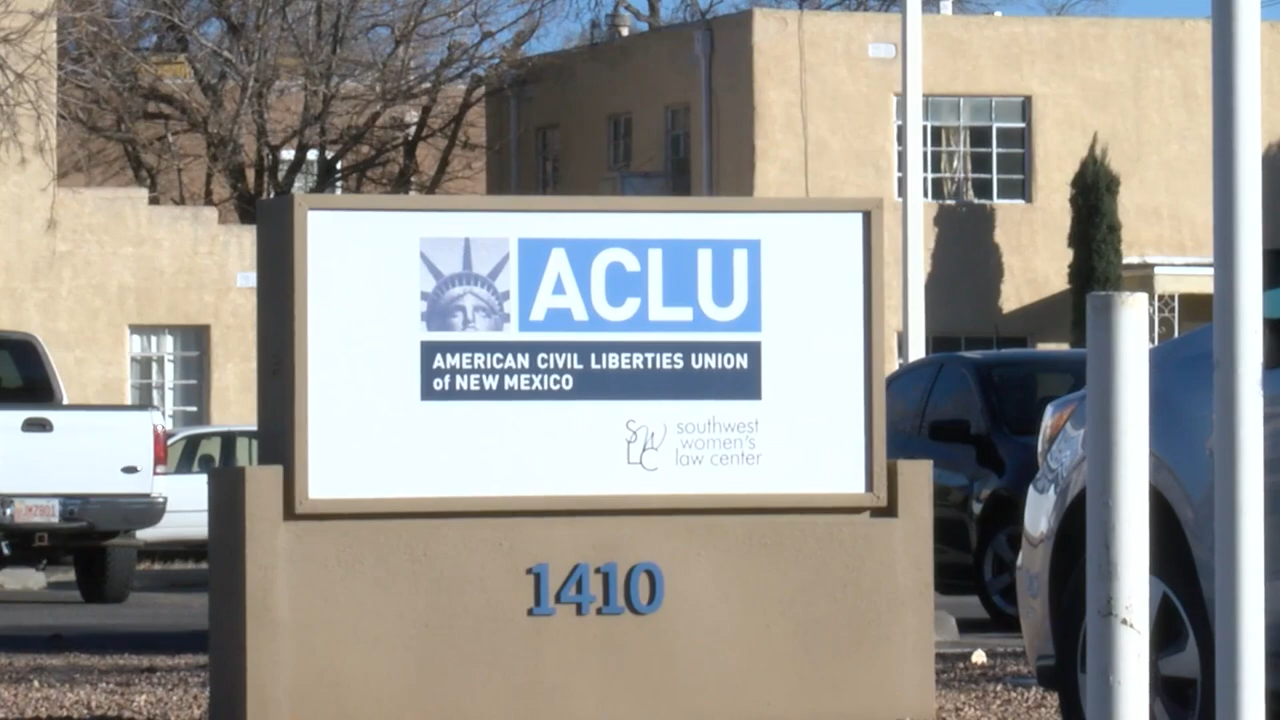 ACLU
AMERICAN CIVIL LIBERTIES UNION
of NEW MEXICO
SWLC
southwest
women's
law center
1410